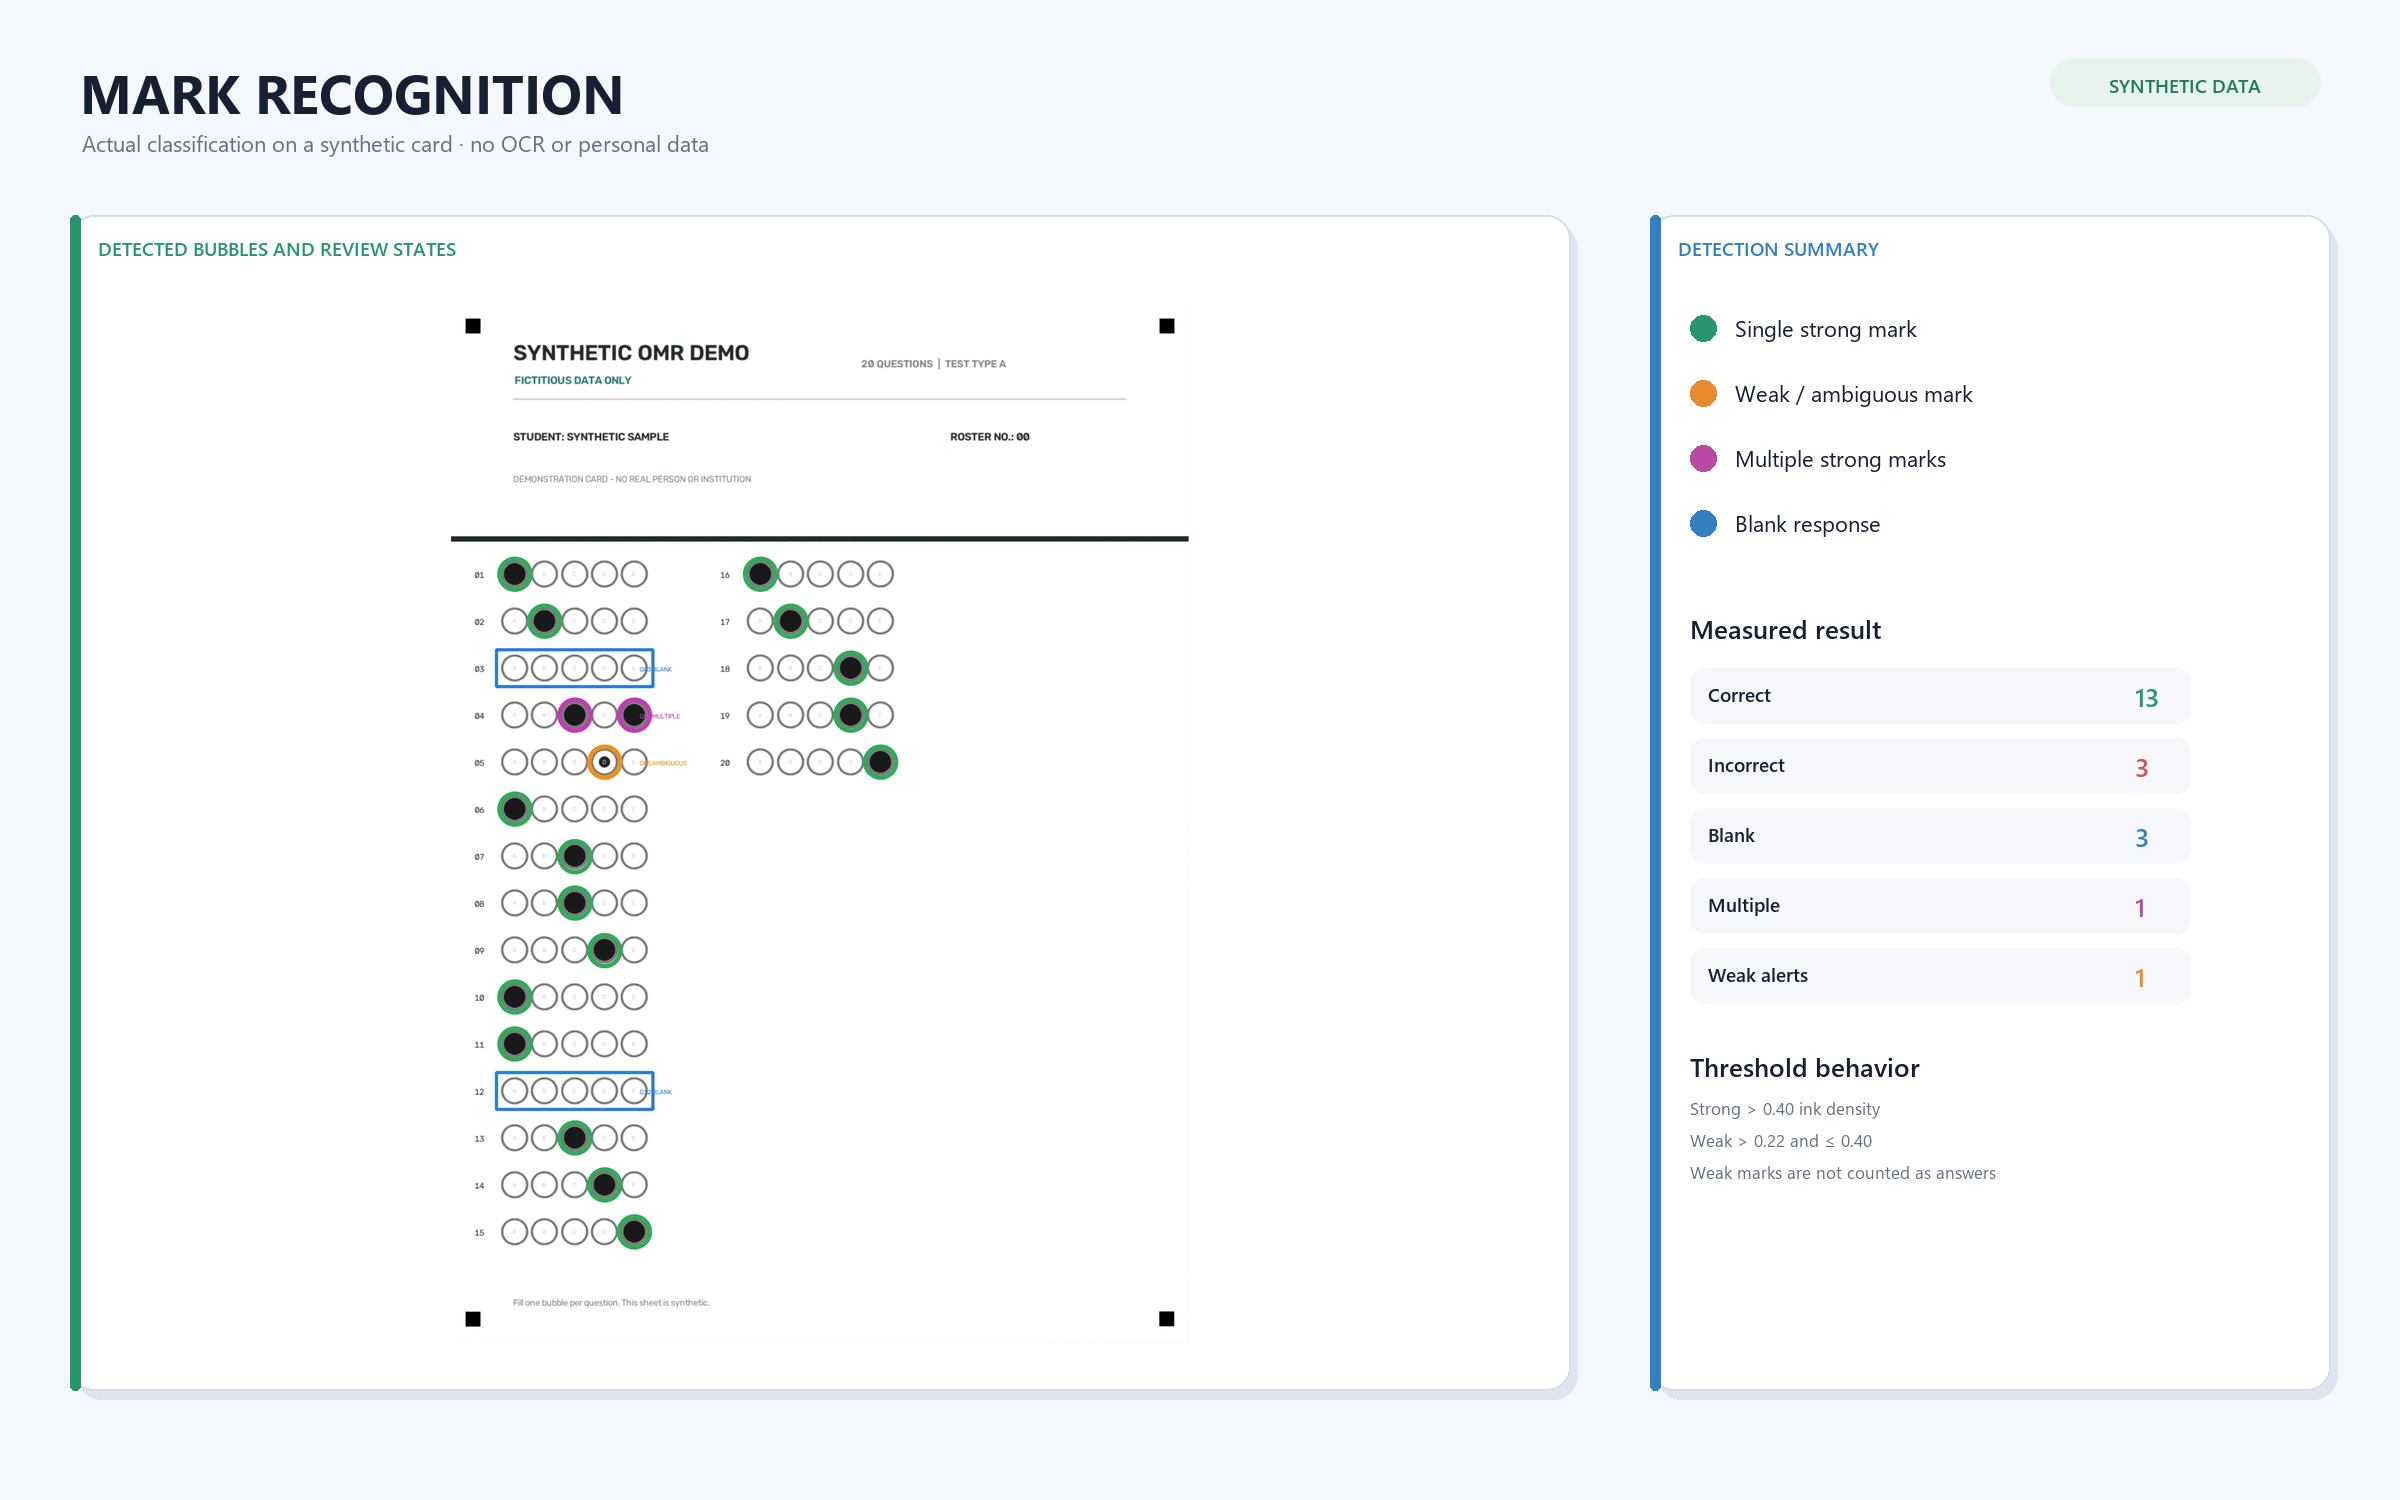 MARK RECOGNITION
Actual classification on a synthetic card · no OCR or personal data
SYNTHETIC DATA
DETECTED BUBBLES AND REVIEW STATES
SYNTHETIC OMR DEMO
20 QUESTIONS | TEST TYPE A
FICTITIOUS DATA ONLY
STUDENT: SYNTHETIC SAMPLE
ROSTER NO.: 00
DEMONSTRATION CARD - NO REAL PERSON OR INSTITUTION
01
02
03 BLANK
04 MULTIPLE
05 D AMBIGUOUS
06
07
08
09
10
11
12 BLANK
13
14
15
16
17
18
19
20
Fill one bubble per question. This sheet is synthetic.
DETECTION SUMMARY
Single strong mark
Weak / ambiguous mark
Multiple strong marks
Blank response
Measured result
Correct 13
Incorrect 3
Blank 3
Multiple 1
Weak alerts 1
Threshold behavior
Strong > 0.40 ink density
Weak > 0.22 and ≤ 0.40
Weak marks are not counted as answers